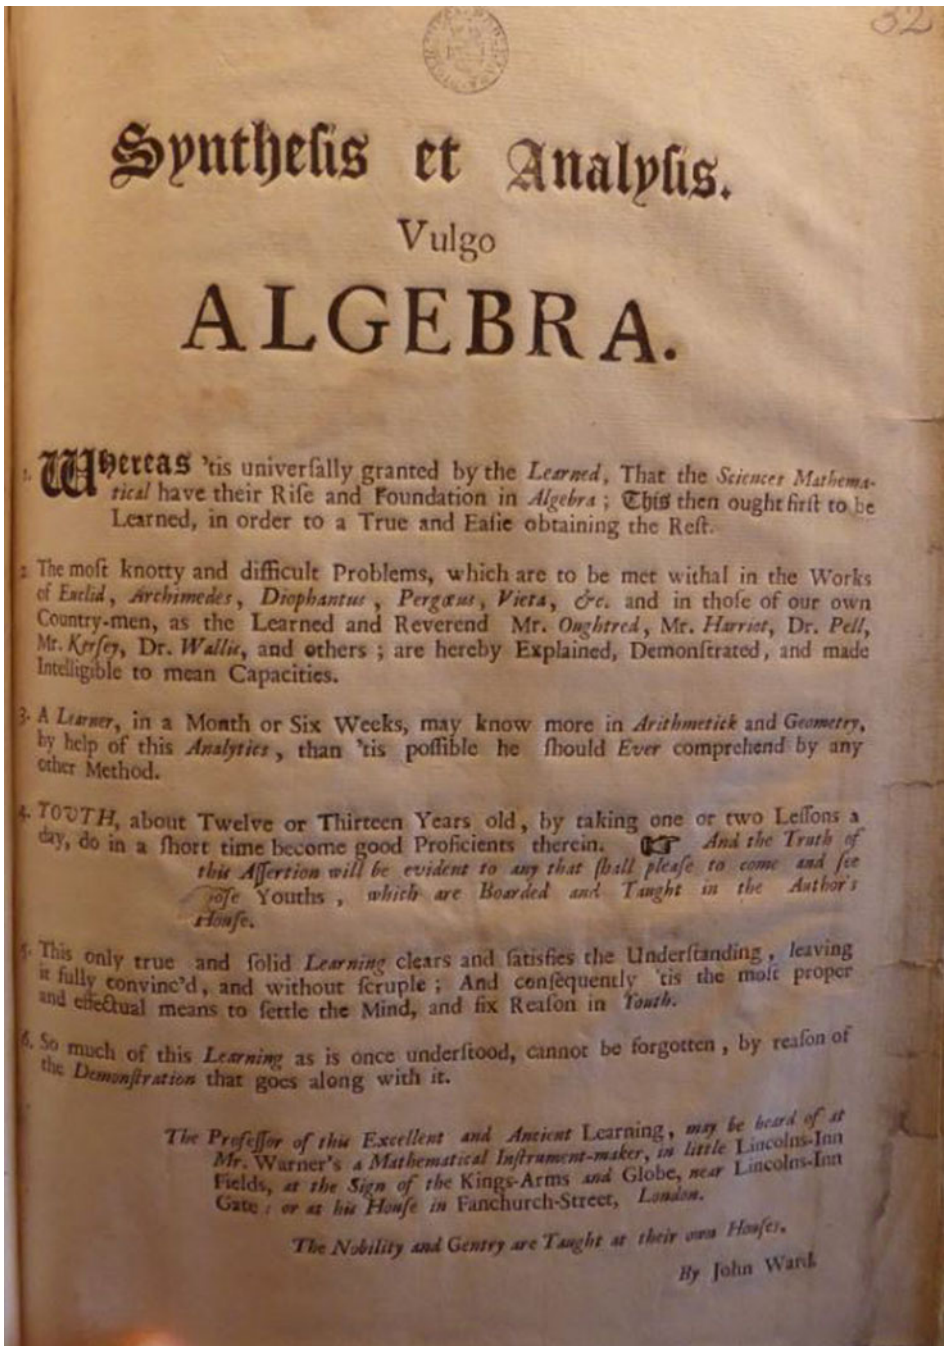 32
Syntheſis et Analyſis.
Vulgo
ALGEBRA.
1. Whereas 'tis univerſally granted by the Learned, That the Sciences Mathema-
tical have their Riſe and Foundation in Algebra; This then ought firſt to be
Learned, in order to a True and Eaſie obtaining the Reſt.
2. The moſt knotty and difficult Problems, which are to be met withal in the Works
of Euclid, Archimedes, Diophantus, Pergæus, Vieta, &c. and in thoſe of our own
Country-men, as the Learned and Reverend Mr. Oughtred, Mr. Harriot, Dr. Pell,
Mr. Kerſey, Dr. Wallis, and others; are hereby Explained, Demonſtrated, and made
Intelligible to mean Capacities.
3. A Learner, in a Month or Six Weeks, may know more in Arithmetick and Geometry,
by help of this Analytics, than 'tis poſſible he ſhould Ever comprehend by any
other Method.
4. YOUTH, about Twelve or Thirteen Years old, by taking one or two Leſſons a
day, do in a ſhort time become good Proficients therein. ☞ And the Truth of
this Aſſertion will be evident to any that ſhall pleaſe to come and ſee
Youths, which are Boarded and Taught in the Author's
Houſe.
5. This only true and ſolid Learning clears and ſatisfies the Underſtanding, leaving
it fully convinc'd, and without ſcruple; And conſequently 'tis the moſt proper
and effectual means to ſettle the Mind, and fix Reaſon in Youth.
6. So much of this Learning as is once underſtood, cannot be forgotten, by reaſon of
the Demonſtration that goes along with it.
The Profeſſor of this Excellent and Ancient Learning, may be heard of at
Mr. Warner's a Mathematical Inſtrument-maker, in little Lincolns-Inn
Fields, at the Sign of the Kings-Arms and Globe, near Lincolns-Inn
Gate: or at his Houſe in Fanchurch-Street, London.
The Nobility and Gentry are Taught at their own Houſes.
By John Ward.